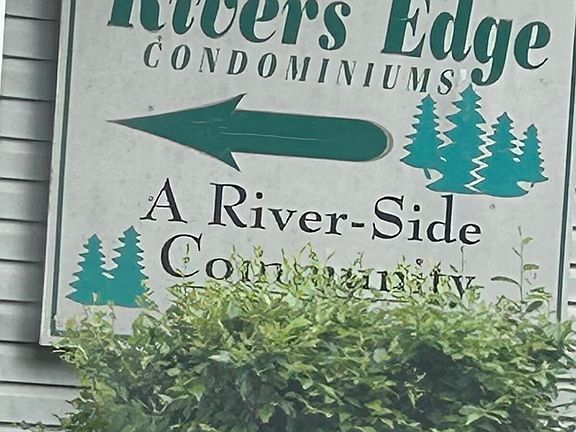 Rivers Edge
CONDOMINIUMS
A River-Side
Community